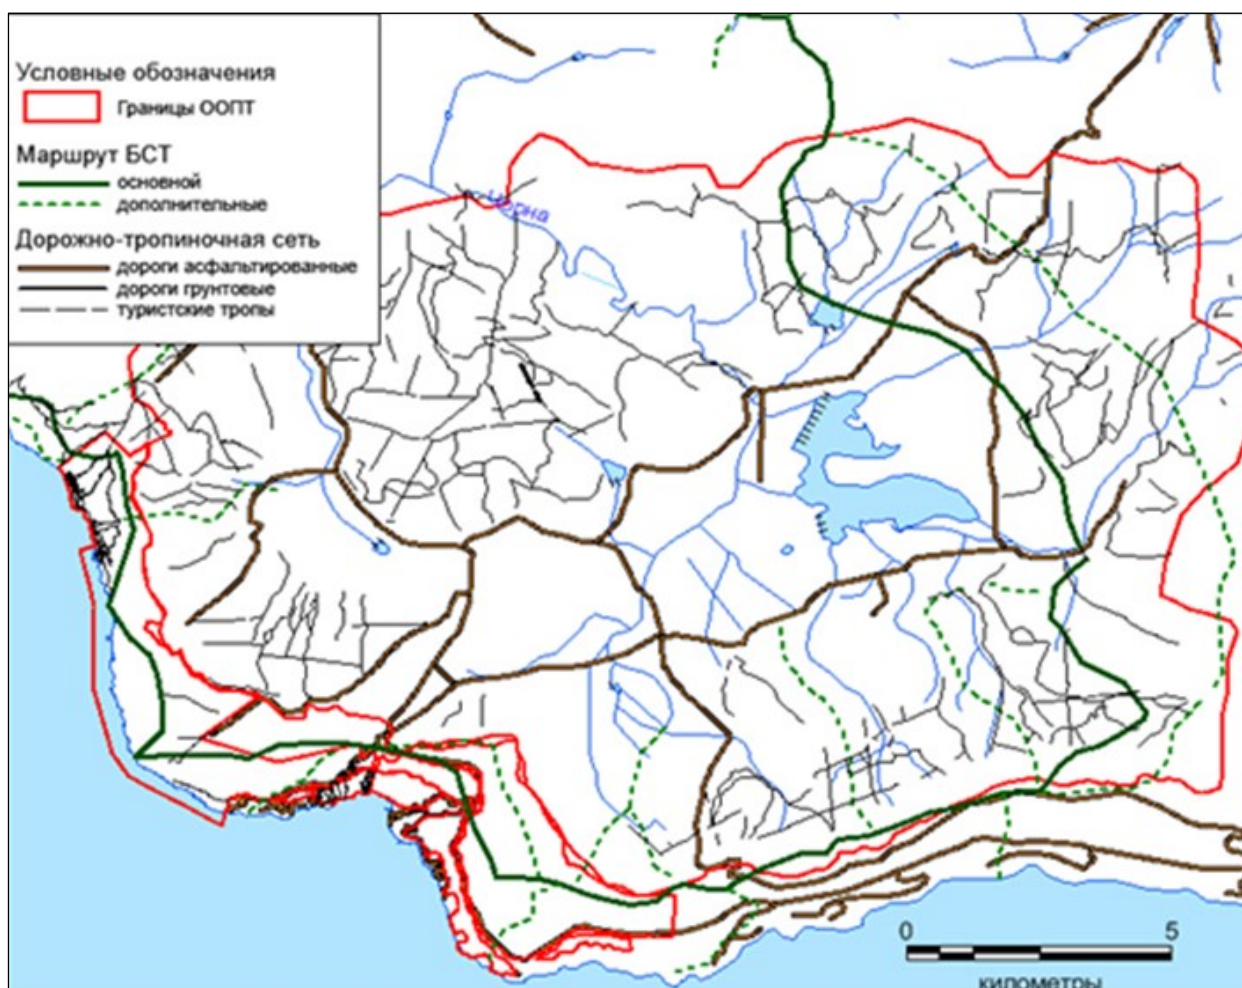 Условные обозначения
Границы ООПТ
Маршрут БСТ
основной
дополнительные
Дорожно-тропиночная сеть
дороги асфальтированные
дороги грунтовые
туристские тропы
Чорна
0 5
километры